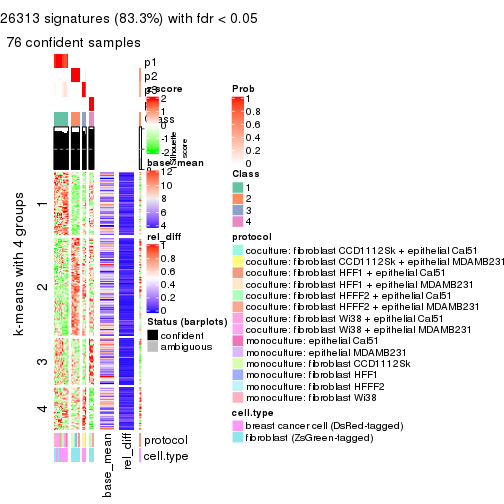 26313 signatures (83.3%) with fdr < 0.05
76 confident samples
p1
p2
p3
Class
Silhouette
score
k-means with 4 groups
1
2
3
4
base_mean
rel_diff
protocol
cell.type
z_score
2
1
0
-1
-2
base_mean
12
10
8
6
4
rel_diff
1
0.8
0.6
0.4
0.2
0
Status (barplots)
confident
ambiguous
Prob
1
0.8
0.6
0.4
0.2
0
Class
1
2
3
4
protocol
coculture: fibroblast CCD1112Sk + epithelial Cal51
coculture: fibroblast CCD1112Sk + epithelial MDAMB231
coculture: fibroblast HFF1 + epithelial Cal51
coculture: fibroblast HFF1 + epithelial MDAMB231
coculture: fibroblast HFFF2 + epithelial Cal51
coculture: fibroblast HFFF2 + epithelial MDAMB231
coculture: fibroblast Wi38 + epithelial Cal51
coculture: fibroblast Wi38 + epithelial MDAMB231
monoculture: epithelial Cal51
monoculture: epithelial MDAMB231
monoculture: fibroblast CCD1112Sk
monoculture: fibroblast HFF1
monoculture: fibroblast HFFF2
monoculture: fibroblast Wi38
cell.type
breast cancer cell (DsRed-tagged)
fibroblast (ZsGreen-tagged)